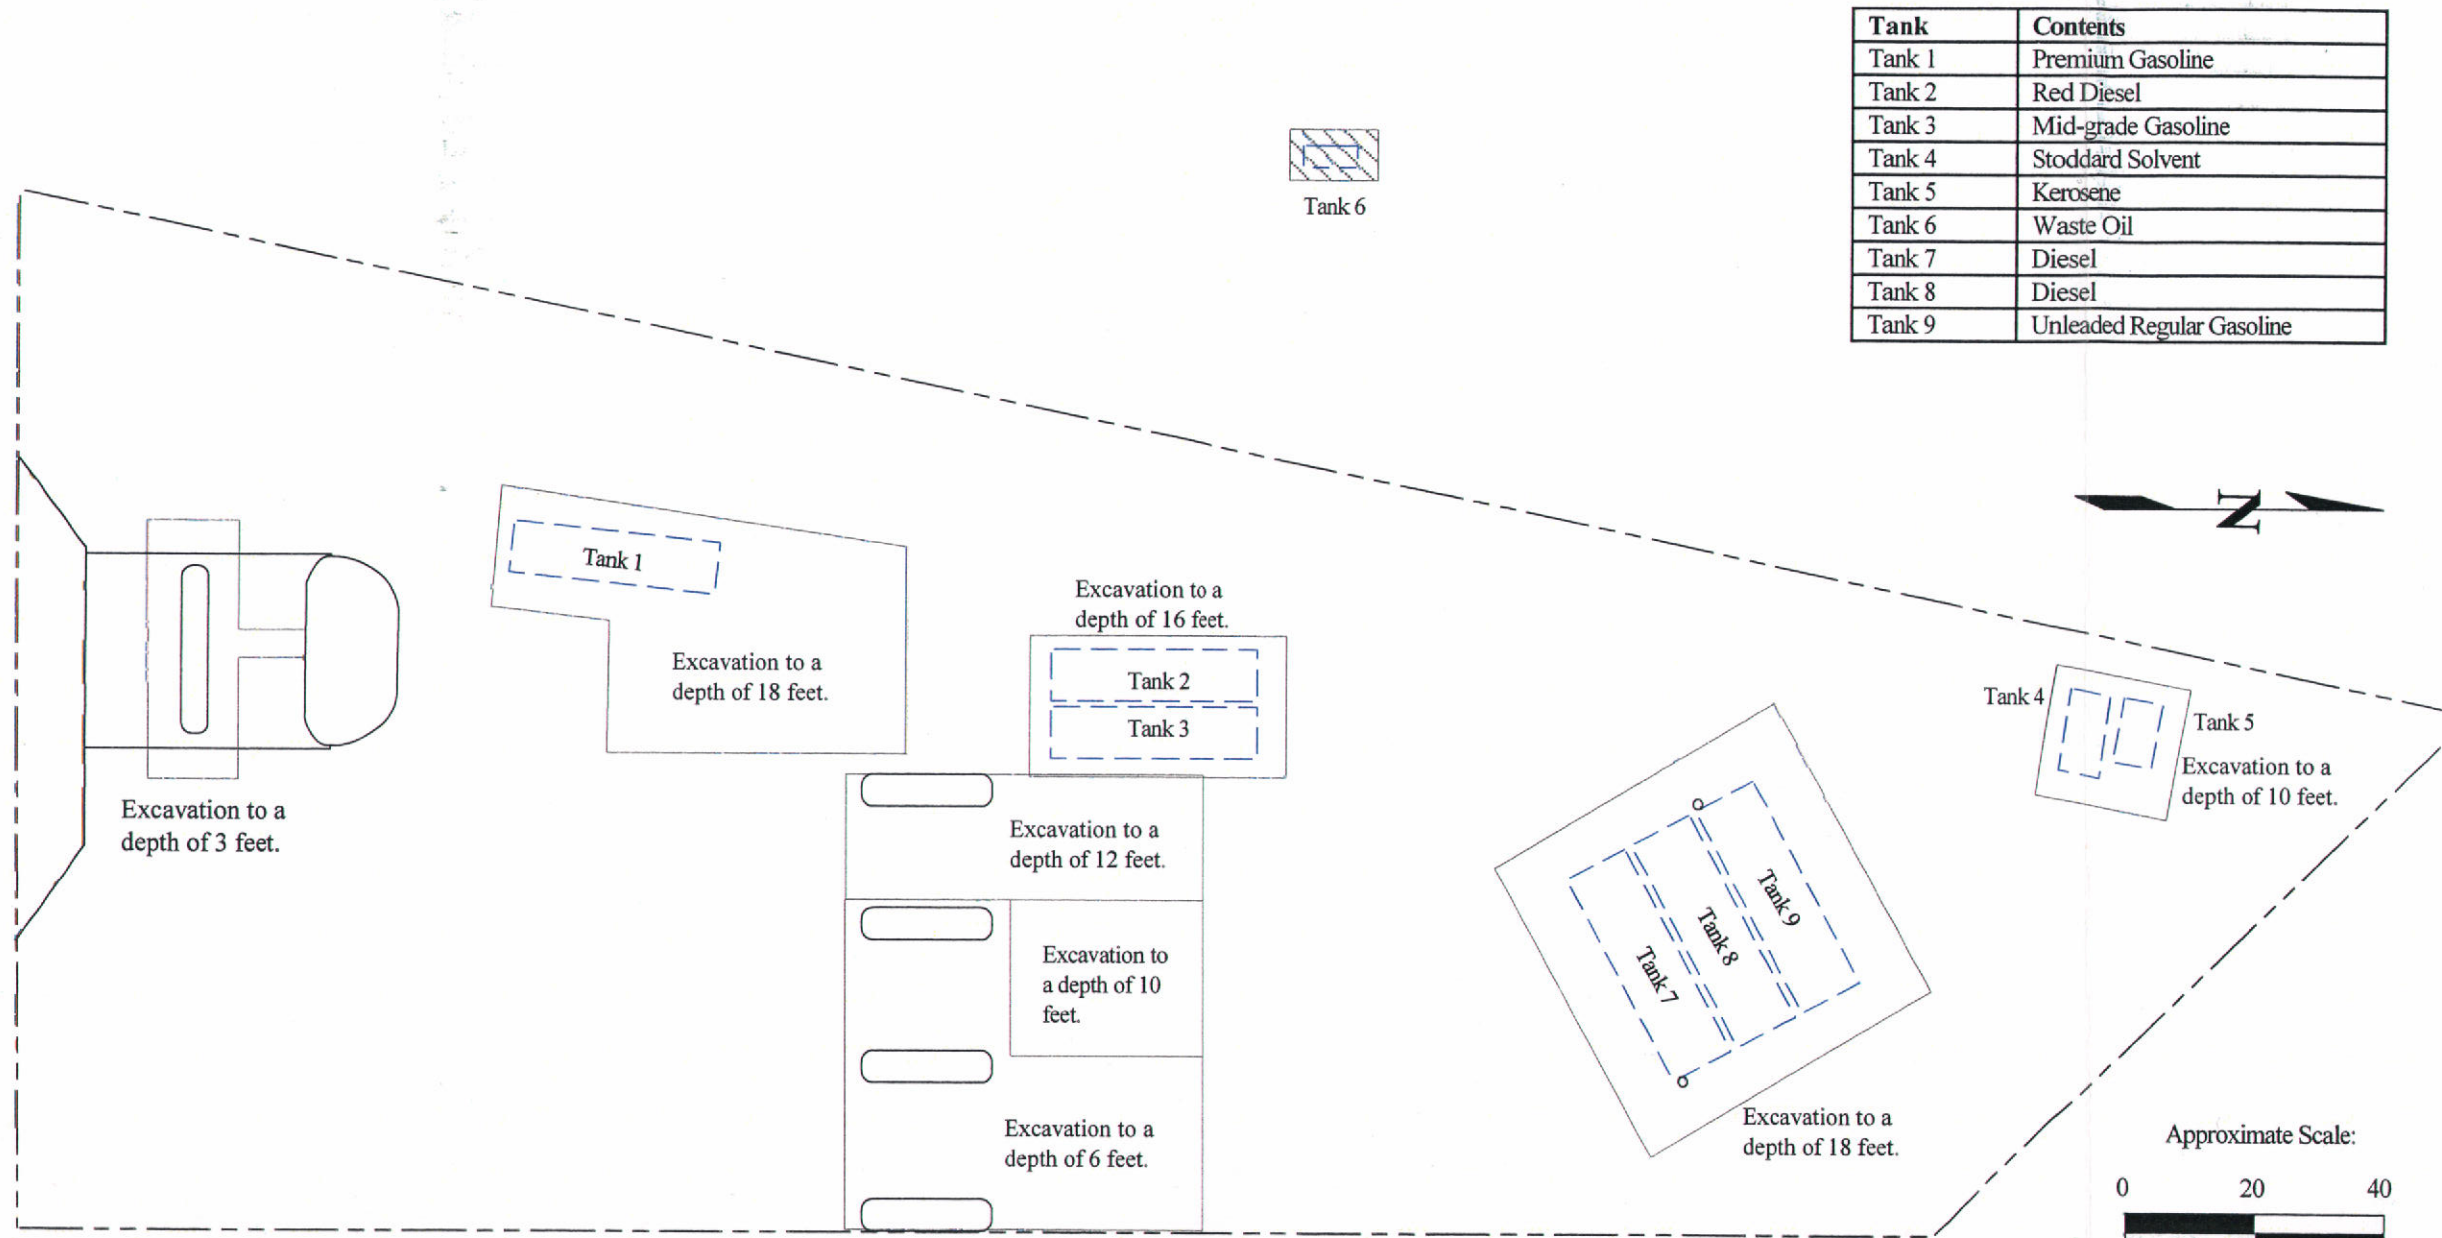 Tank Contents
Tank 1 Premium Gasoline
Tank 2 Red Diesel
Tank 3 Mid-grade Gasoline
Tank 4 Stoddard Solvent
Tank 5 Kerosene
Tank 6 Waste Oil
Tank 7 Diesel
Tank 8 Diesel
Tank 9 Unleaded Regular Gasoline
Tank 6
N
Tank 1
Excavation to a
depth of 18 feet.
Excavation to a
depth of 16 feet.
Tank 2
Tank 3
Tank 4
Tank 5
Excavation to a
depth of 10 feet.
Excavation to a
depth of 3 feet.
Excavation to a
depth of 12 feet.
Excavation to
a depth of 10
feet.
Excavation to a
depth of 6 feet.
Tank 9
Tank 8
Tank 7
Excavation to a
depth of 18 feet.
Approximate Scale:
0 20 40